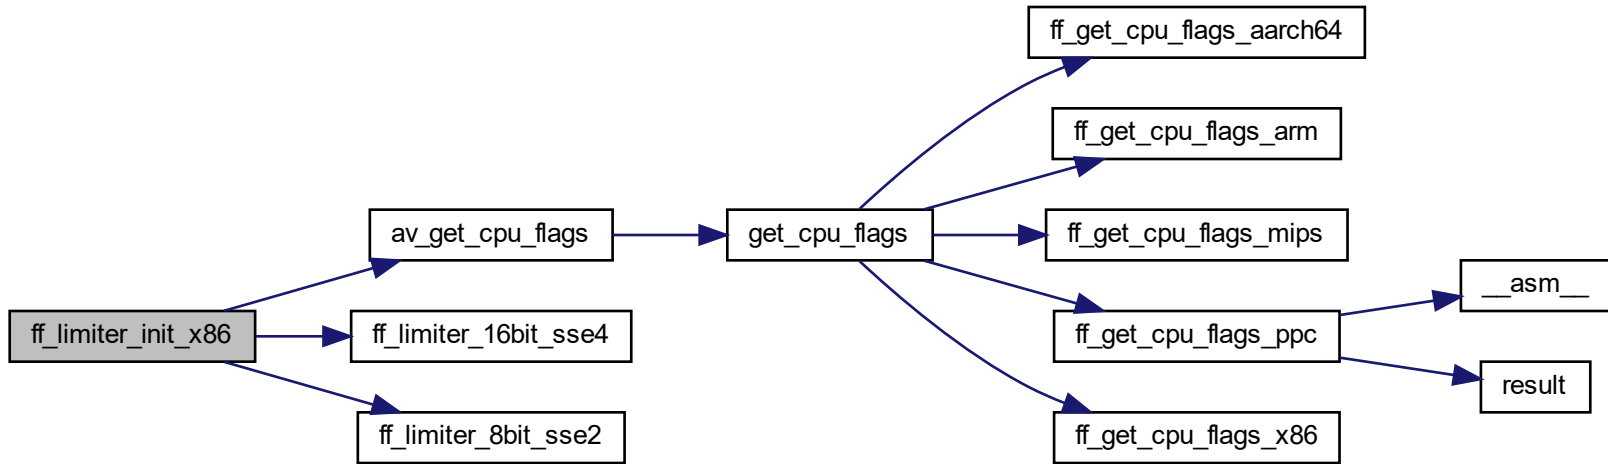 ff_get_cpu_flags_aarch64
ff_get_cpu_flags_arm
av_get_cpu_flags
get_cpu_flags
ff_get_cpu_flags_mips
__asm__
ff_limiter_init_x86
ff_limiter_16bit_sse4
ff_get_cpu_flags_ppc
result
ff_limiter_8bit_sse2
ff_get_cpu_flags_x86